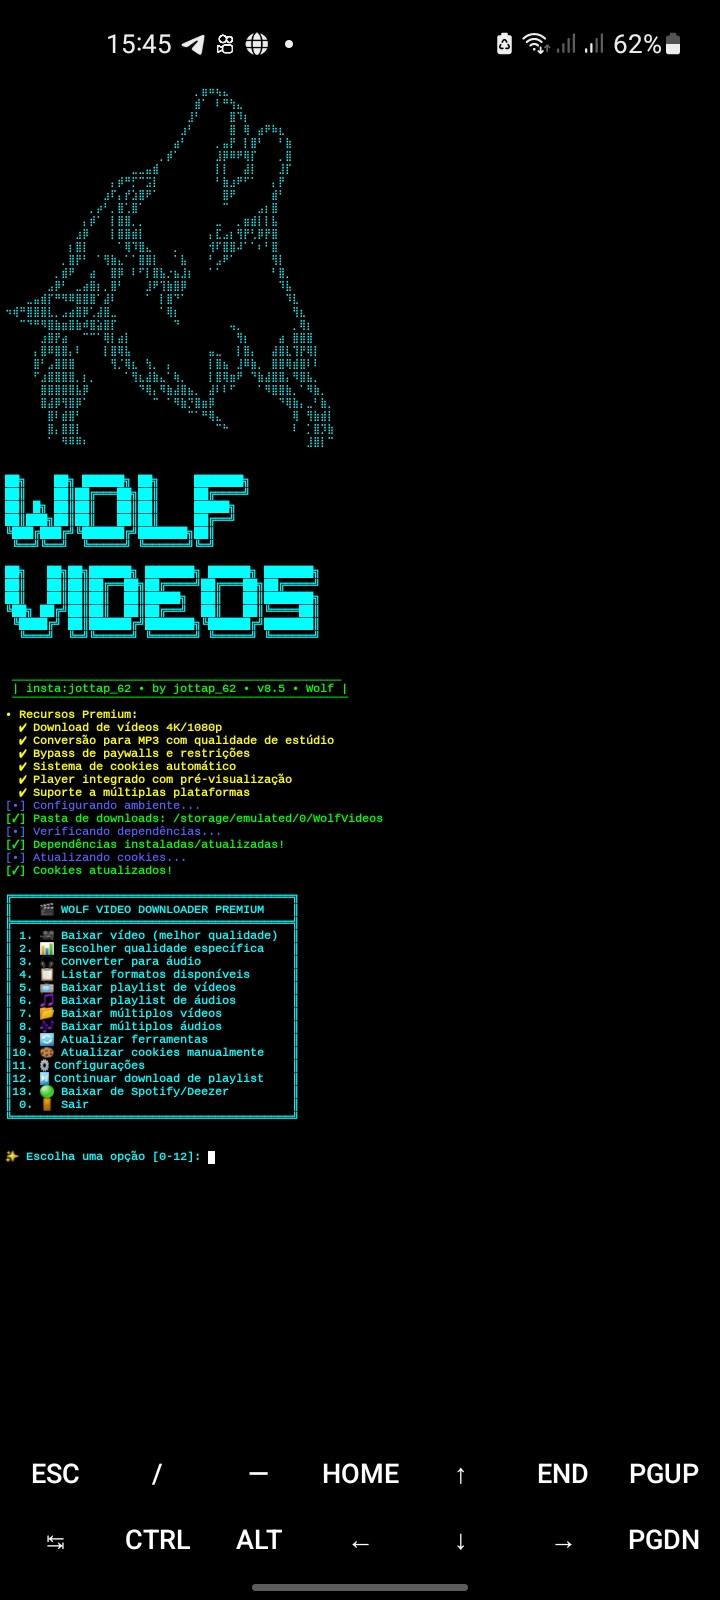 15:45 62%
WOLF
VIDEOS
| insta:jottap_62 • by jottap_62 • v8.5 • Wolf |
• Recursos Premium:
✔ Download de vídeos 4K/1080p
✔ Conversão para MP3 com qualidade de estúdio
✔ Bypass de paywalls e restrições
✔ Sistema de cookies automático
✔ Player integrado com pré-visualização
✔ Suporte a múltiplas plataformas
[•] Configurando ambiente...
[✓] Pasta de downloads: /storage/emulated/0/WolfVideos
[•] Verificando dependências...
[✓] Dependências instaladas/atualizadas!
[•] Atualizando cookies...
[✓] Cookies atualizados!
🎬 WOLF VIDEO DOWNLOADER PREMIUM
1. 🎥 Baixar vídeo (melhor qualidade)
2. 📊 Escolher qualidade específica
3. 🎧 Converter para áudio
4. 📋 Listar formatos disponíveis
5. Baixar playlist de vídeos
6. 🎵 Baixar playlist de áudios
7. 📂 Baixar múltiplos vídeos
8. 🎶 Baixar múltiplos áudios
9. 🔄 Atualizar ferramentas
10. 🍪 Atualizar cookies manualmente
11. ⚙ Configurações
12. Continuar download de playlist
13. 🟢 Baixar de Spotify/Deezer
0. 🚪 Sair
✨ Escolha uma opção [0-12]:
ESC / — HOME ↑ END PGUP
↹ CTRL ALT ← ↓ → PGDN